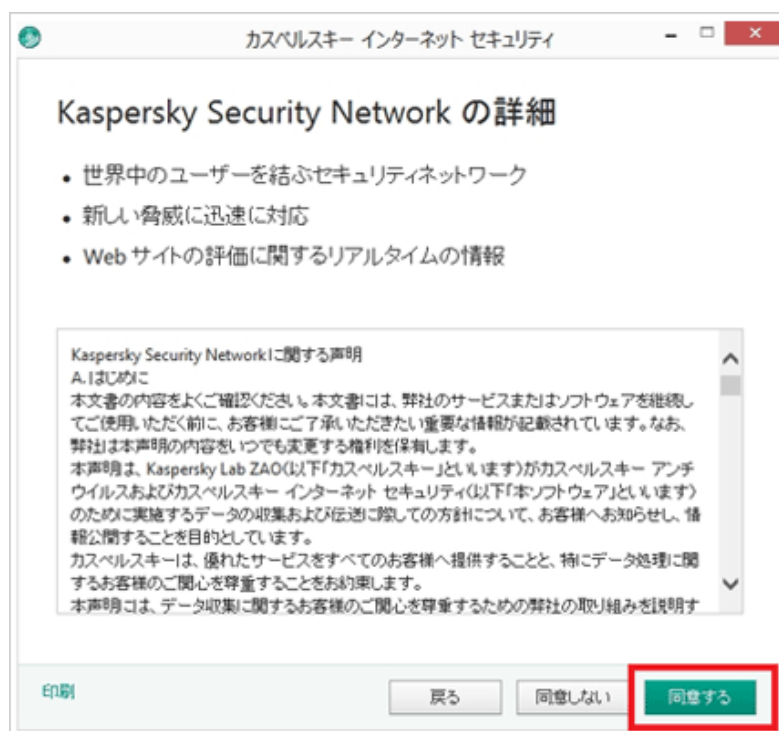 カスペルスキー インターネット セキュリティ
Kaspersky Security Network の詳細
• 世界中のユーザーを結ぶセキュリティネットワーク
• 新しい脅威に迅速に対応
• Web サイトの評価に関するリアルタイムの情報
Kaspersky Security Networkに関する声明
A. はじめに
本文書の内容をよくご確認ください。本文書には、弊社のサービスまたはソフトウェアを継続し
てご使用いただく前に、お客様にご了承いただきたい重要な情報が記載されています。なお、
弊社は本声明の内容をいつでも変更する権利を保有します。
本声明は、Kaspersky Lab ZAO(以下「カスペルスキー」といいます)がカスペルスキー アンチ
ウイルスおよびカスペルスキー インターネット セキュリティ(以下「本ソフトウェア」といいます)
のために実施するデータの収集および伝送に際しての方針について、お客様へお知らせし、情
報公開することを目的としています。
カスペルスキーは、優れたサービスをすべてのお客様へ提供することと、特にデータ処理に関
するお客様のご関心を尊重することをお約束します。
本声明には、データ収集に関するお客様のご関心を尊重するための弊社の取り組みを説明す
印刷
戻る
同意しない
同意する